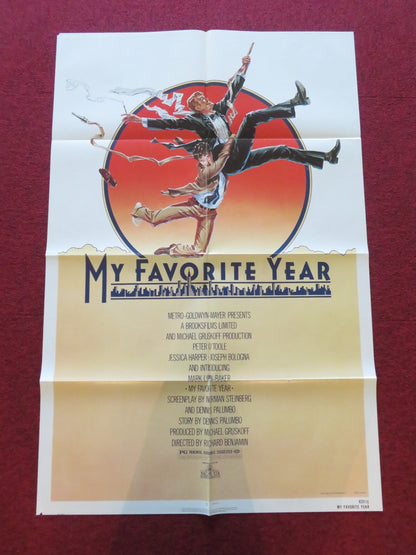 MY FAVORITE YEAR
METRO-GOLDWYN-MAYER PRESENTS
A BROOKSFILMS LIMITED
AND MICHAEL GRUSKOFF PRODUCTION
PETER O'TOOLE
JESSICA HARPER · JOSEPH BOLOGNA
AND INTRODUCING
MARK LINN-BAKER
· MY FAVORITE YEAR ·
SCREENPLAY BY NORMAN STEINBERG
AND DENNIS PALUMBO
STORY BY DENNIS PALUMBO
PRODUCED BY MICHAEL GRUSKOFF
DIRECTED BY RICHARD BENJAMIN
PG
MY FAVORITE YEAR